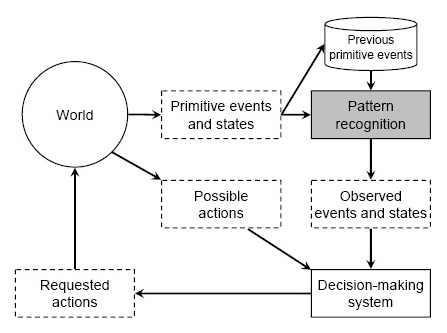 Previous
primitive events
World
Primitive events
and states
Pattern
recognition
Possible
actions
Observed
events and states
Requested
actions
Decision-making
system